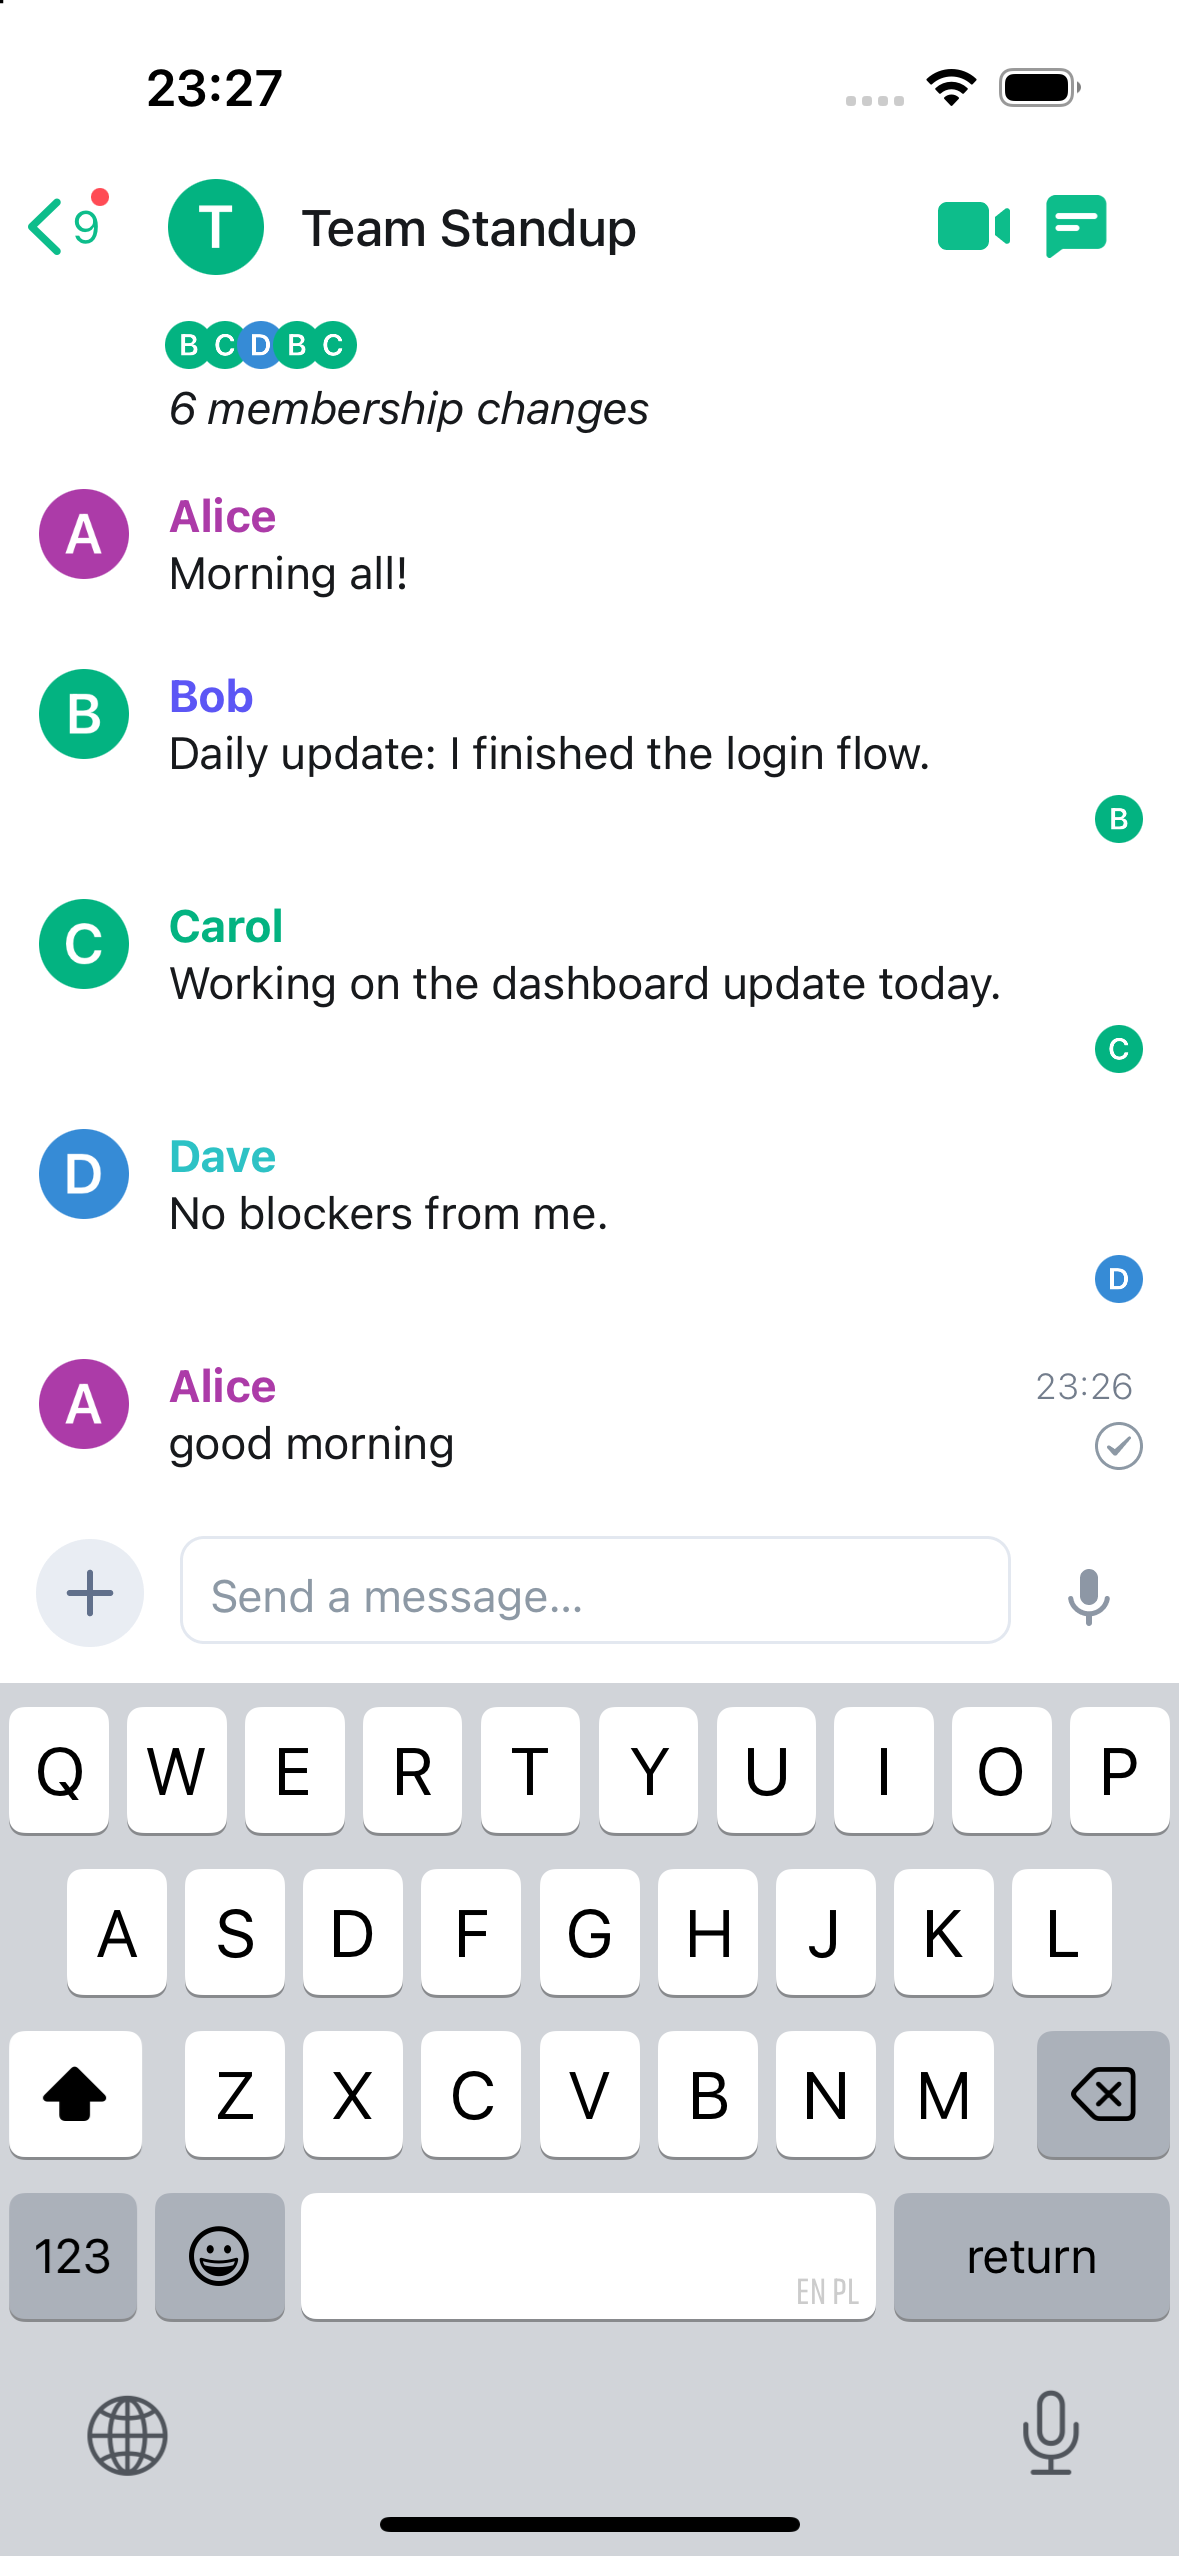 23:27
9
T
Team Standup
B C D B C
6 membership changes
A
Alice
Morning all!
B
Bob
Daily update: I finished the login flow.
B
C
Carol
Working on the dashboard update today.
C
D
Dave
No blockers from me.
D
A
Alice
23:26
good morning
Send a message...
Q W E R T Y U I O P
A S D F G H J K L
Z X C V B N M
123
EN PL
return